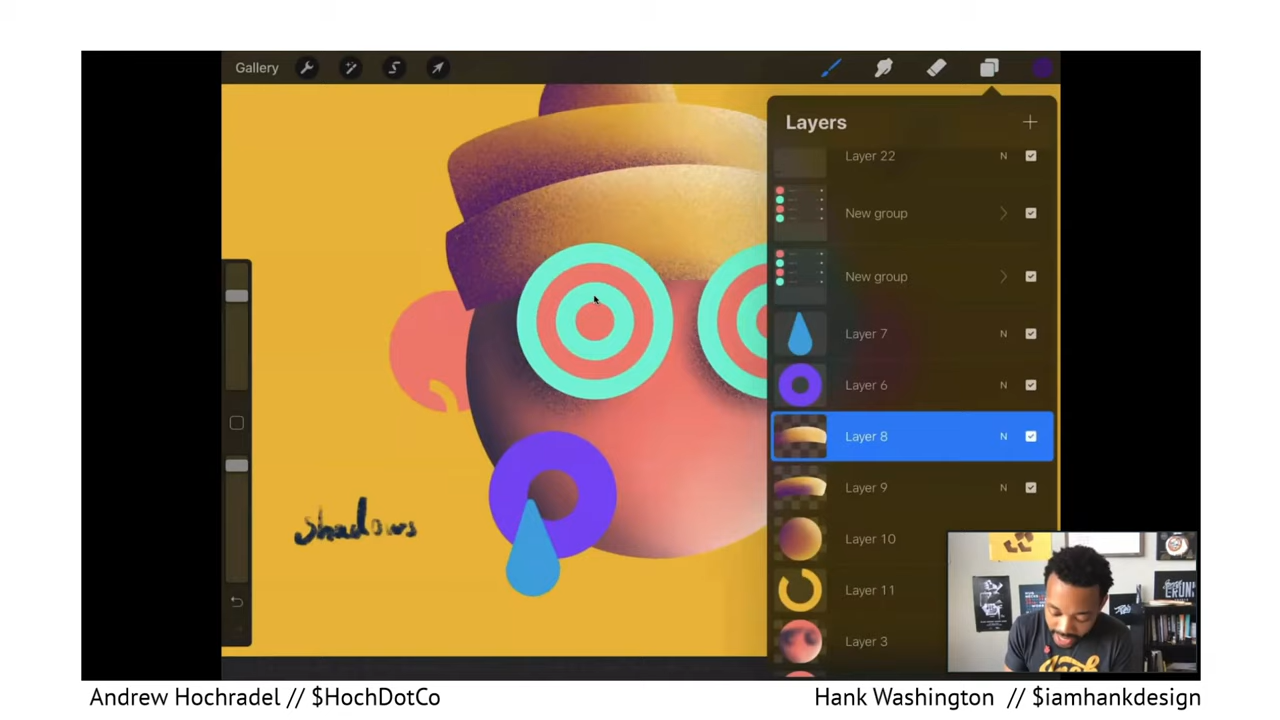 Gallery
Layers
Layer 22 N
New group
New group
Layer 7 N
Layer 6 N
Layer 8 N
Layer 9 N
Layer 10
Layer 11
Layer 3
shadows
CRUNK
Andrew Hochradel // $HochDotCo
Hank Washington // $iamhankdesign